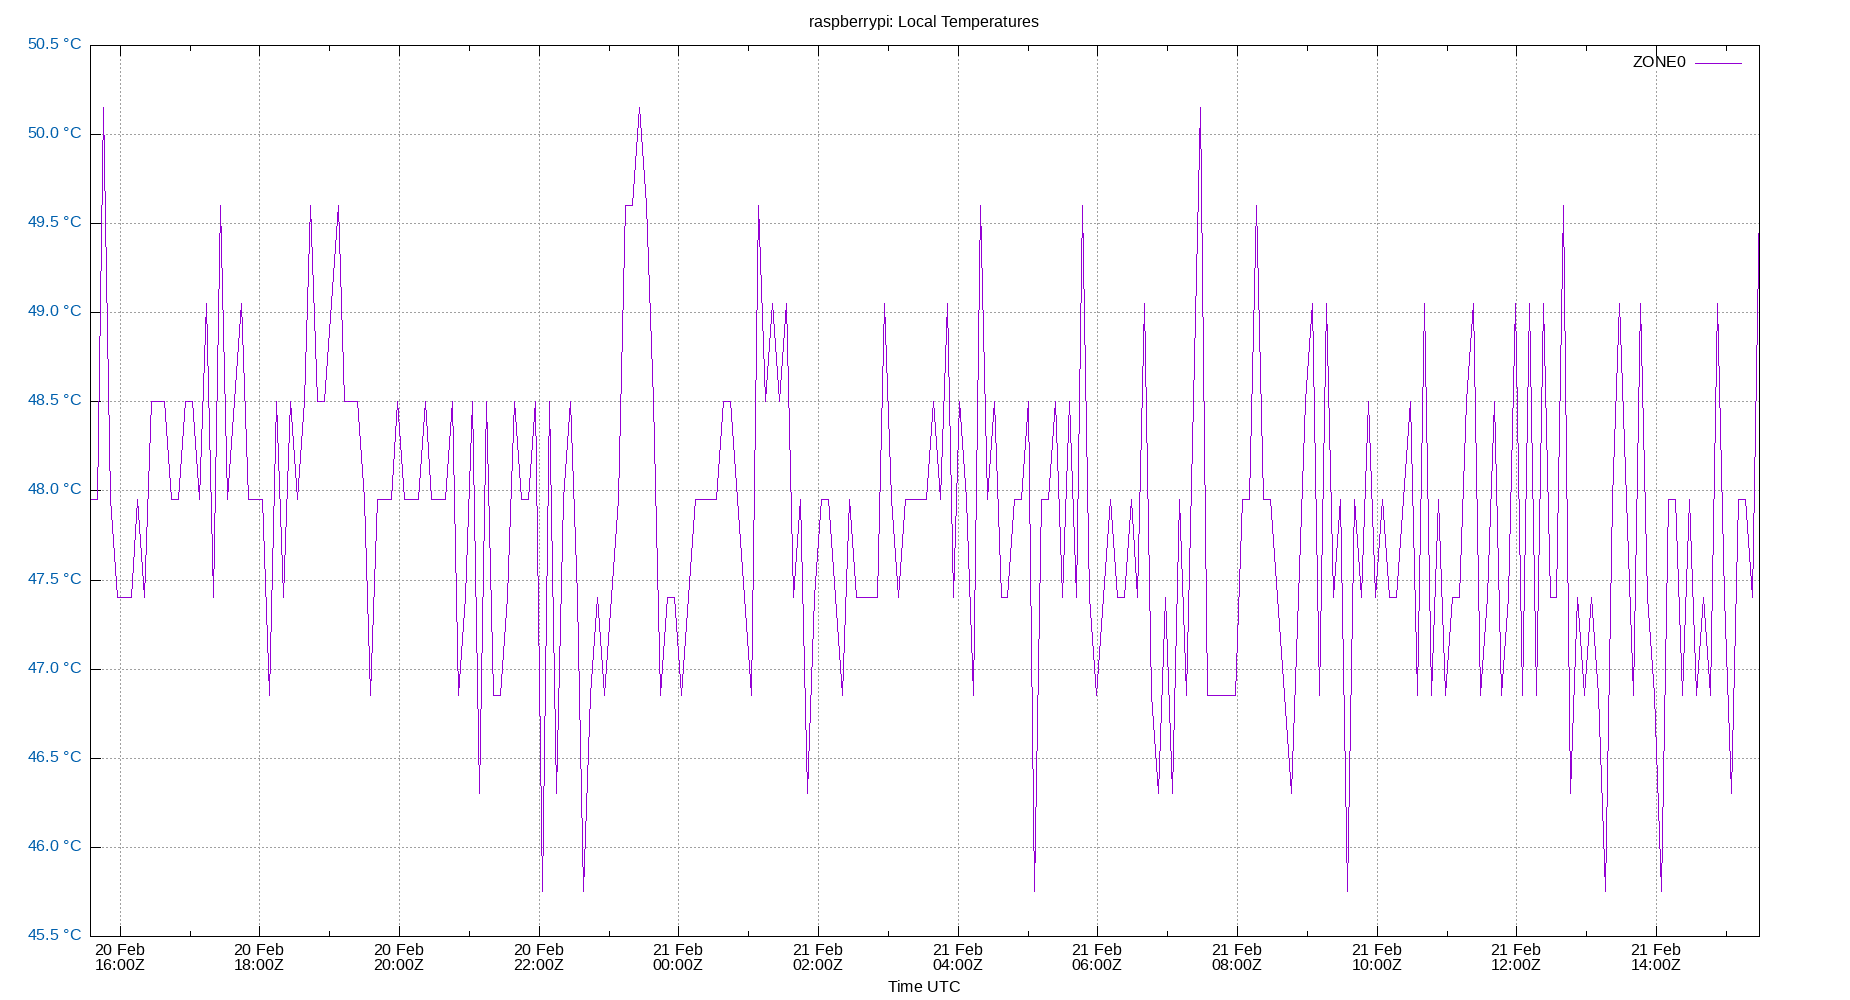 raspberrypi: Local Temperatures
50.5 °C
ZONE0
50.0 °C
49.5 °C
49.0 °C
48.5 °C
48.0 °C
47.5 °C
47.0 °C
46.5 °C
46.0 °C
45.5 °C
20 Feb 20 Feb 20 Feb 20 Feb 21 Feb 21 Feb 21 Feb 21 Feb 21 Feb 21 Feb 21 Feb 21 Feb
16:00Z 18:00Z 20:00Z 22:00Z 00:00Z 02:00Z 04:00Z 06:00Z 08:00Z 10:00Z 12:00Z 14:00Z
Time UTC